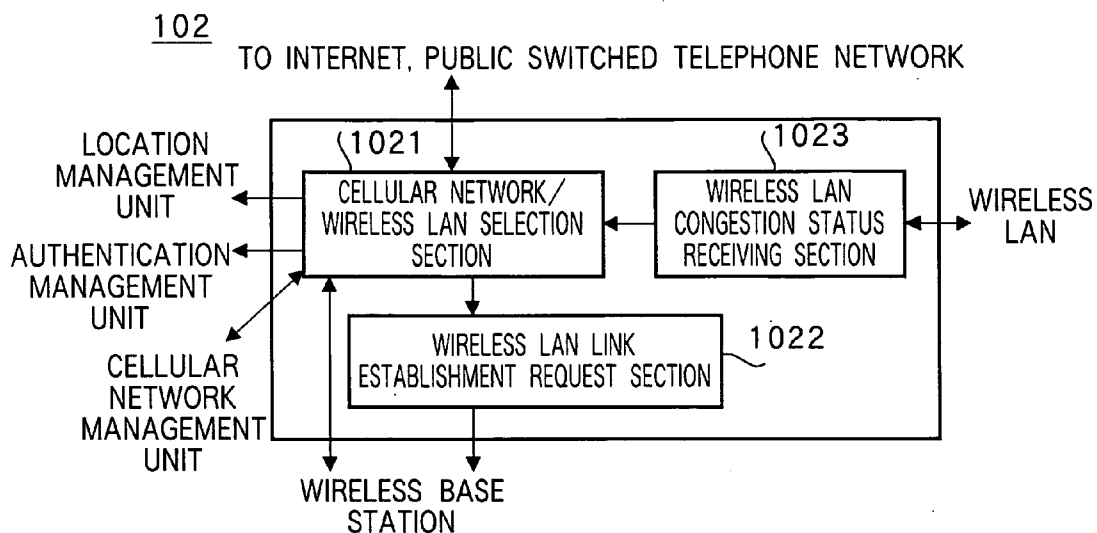 102
TO INTERNET, PUBLIC SWITCHED TELEPHONE NETWORK
LOCATION
MANAGEMENT
UNIT
AUTHENTICATION
MANAGEMENT
UNIT
CELLULAR
NETWORK
MANAGEMENT
UNIT
1021
CELLULAR NETWORK/
WIRELESS LAN SELECTION
SECTION
1023
WIRELESS LAN
CONGESTION STATUS
RECEIVING SECTION
WIRELESS
LAN
WIRELESS LAN LINK
ESTABLISHMENT REQUEST SECTION
1022
WIRELESS BASE
STATION